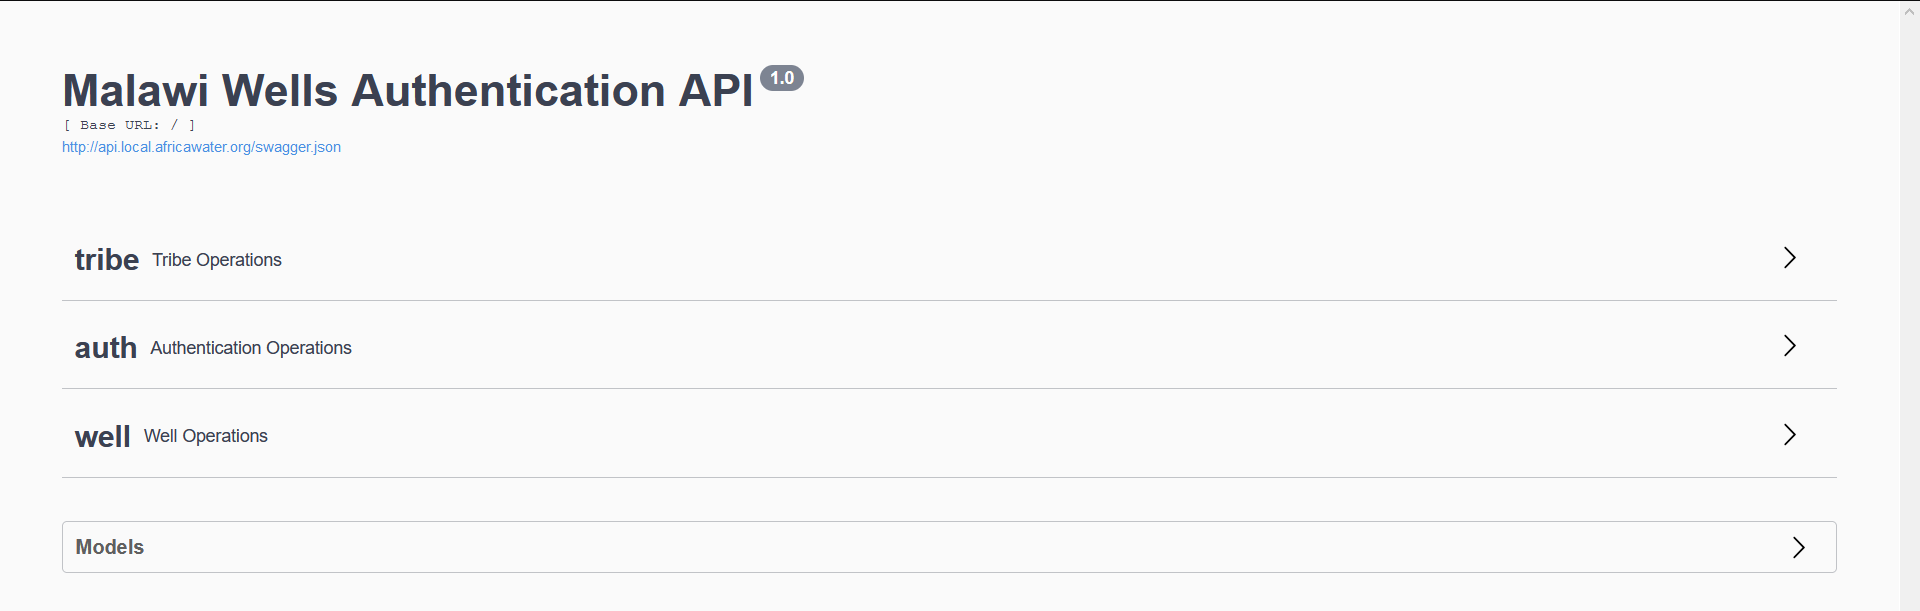 Malawi Wells Authentication API 1.0
[ Base URL: / ]
http://api.local.africawater.org/swagger.json
tribe Tribe Operations
auth Authentication Operations
well Well Operations
Models